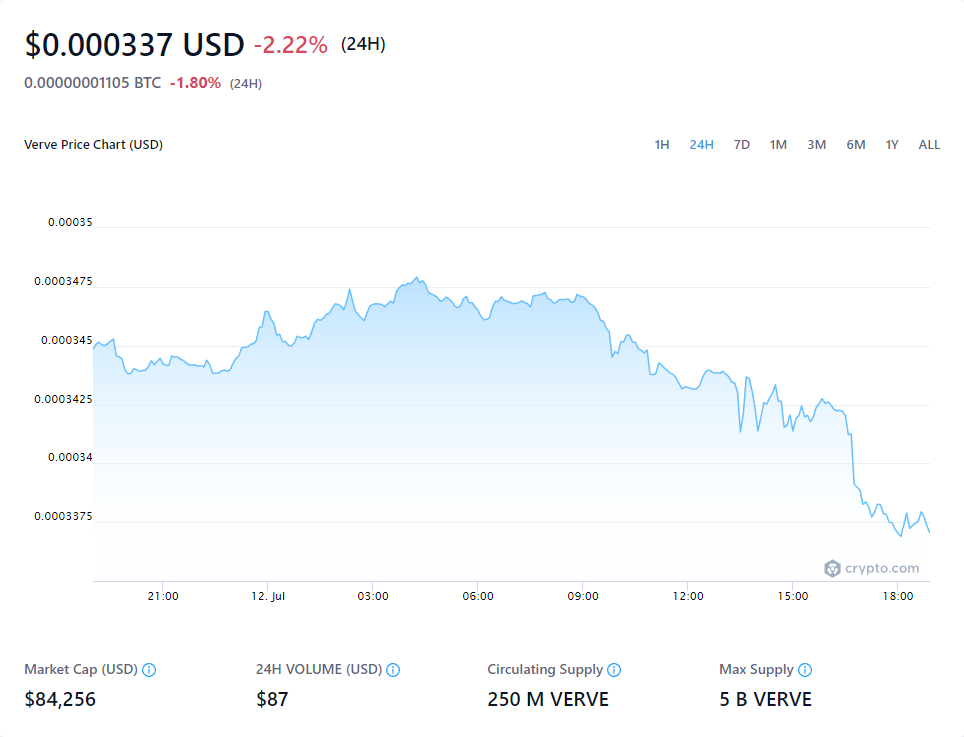 $0.000337 USD -2.22% (24H)
0.00000001105 BTC -1.80% (24H)
Verve Price Chart (USD) 1H 24H 7D 1M 3M 6M 1Y ALL
0.00035
0.0003475
0.000345
0.0003425
0.00034
0.0003375
crypto.com
21:00 12. Jul 03:00 06:00 09:00 12:00 15:00 18:00
Market Cap (USD) 24H VOLUME (USD) Circulating Supply Max Supply
$84,256 $87 250 M VERVE 5 B VERVE